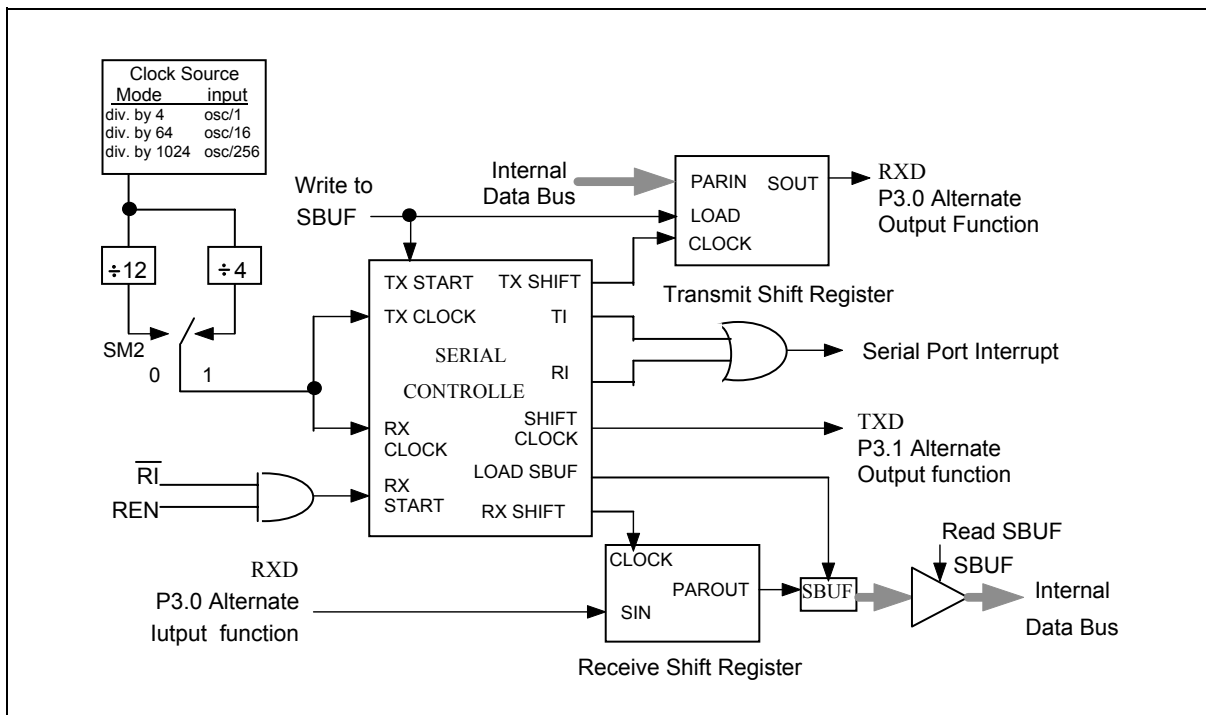 Clock Source
Mode input
div. by 4 osc/1
div. by 64 osc/16
div. by 1024 osc/256
÷12
÷4
SM2
0 1
Write to
SBUF
Internal
Data Bus
PARIN SOUT
LOAD
CLOCK
Transmit Shift Register
RXD
P3.0 Alternate
Output Function
TX START TX SHIFT
TX CLOCK TI
SERIAL
CONTROLLE
RI
RX
CLOCK
SHIFT
CLOCK
LOAD SBUF
RX
START
RX SHIFT
Serial Port Interrupt
TXD
P3.1 Alternate
Output function
RI
REN
RXD
P3.0 Alternate
Iutput function
CLOCK
PAROUT
SIN
Receive Shift Register
SBUF
Read SBUF
SBUF
Internal
Data Bus